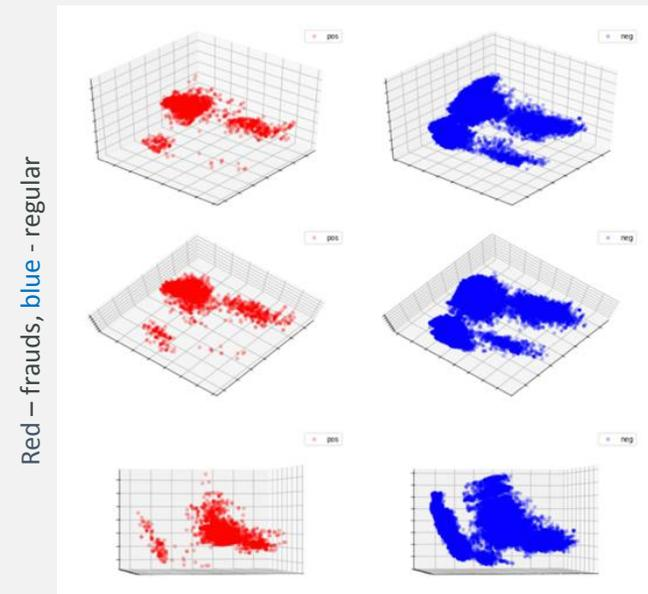 Red – frauds, blue - regular
pos
neg
pos
neg
pos
neg